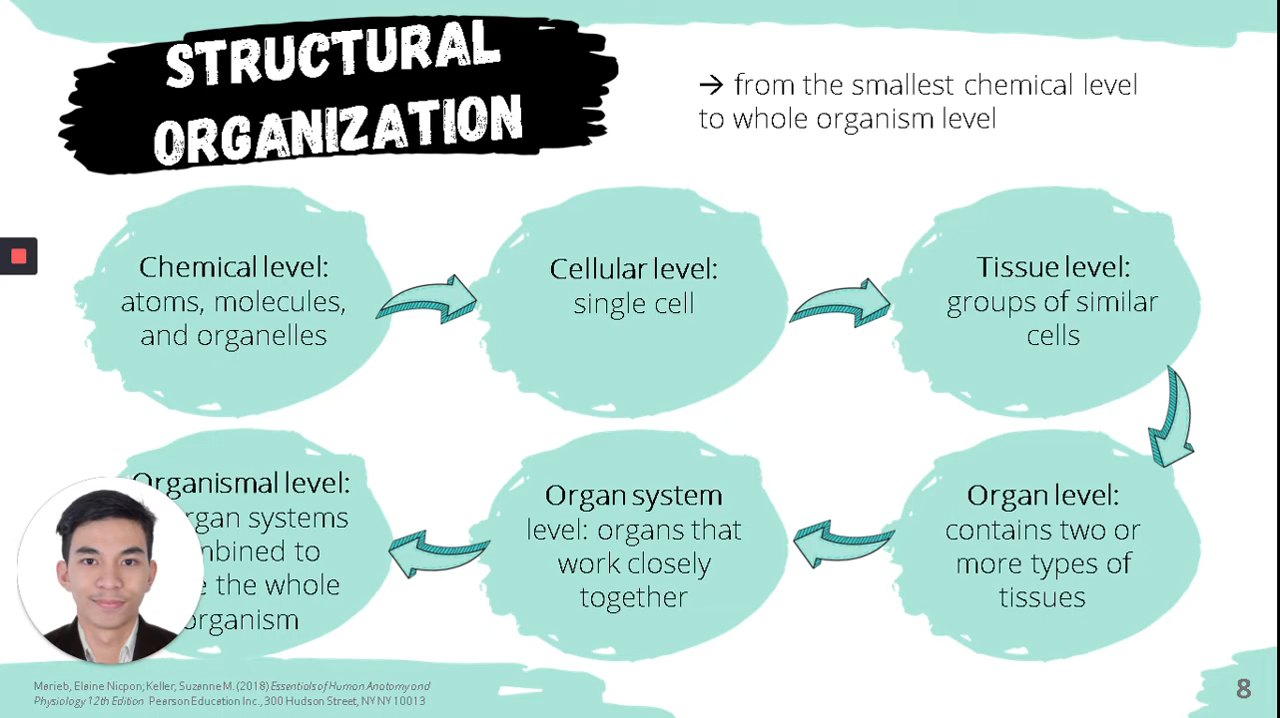 STRUCTURAL
ORGANIZATION
→ from the smallest chemical level
to whole organism level
Chemical level:
atoms, molecules,
and organelles
Cellular level:
single cell
Tissue level:
groups of similar
cells
Organismal level:
organ systems
the whole
organism
Organ system
level: organs that
work closely
together
Organ level:
contains two or
more types of
tissues
Marieb, Elaine Nicpon; Keller, Suzanne M. (2018) Essentials of Human Anatomy and
Physiology 12th Edition Pearson Education Inc., 300 Hudson Street, NY NY 10013
8